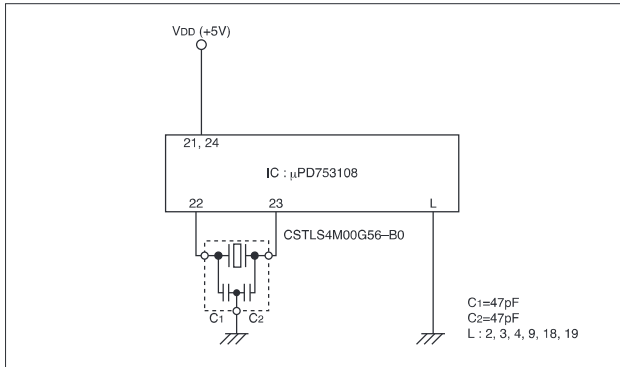 VDD (+5V)
21, 24
IC : μPD753108
22
23
L
CSTLS4M00G56–B0
C1
C2
C1=47pF
C2=47pF
L : 2, 3, 4, 9, 18, 19